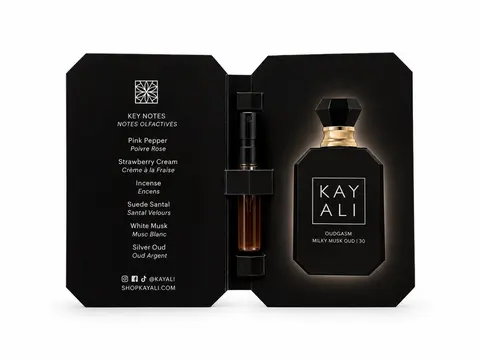 KEY NOTES
NOTES OLFACTIVES
Pink Pepper
Poivre Rose
Strawberry Cream
Crème à la Fraise
Incense
Encens
Suede Santal
Santal Velours
White Musk
Musc Blanc
Silver Oud
Oud Argent
@KAYALI
SHOPKAYALI.COM
KAY
ALI
OUDGASM
MILKY MUSK OUD | 30